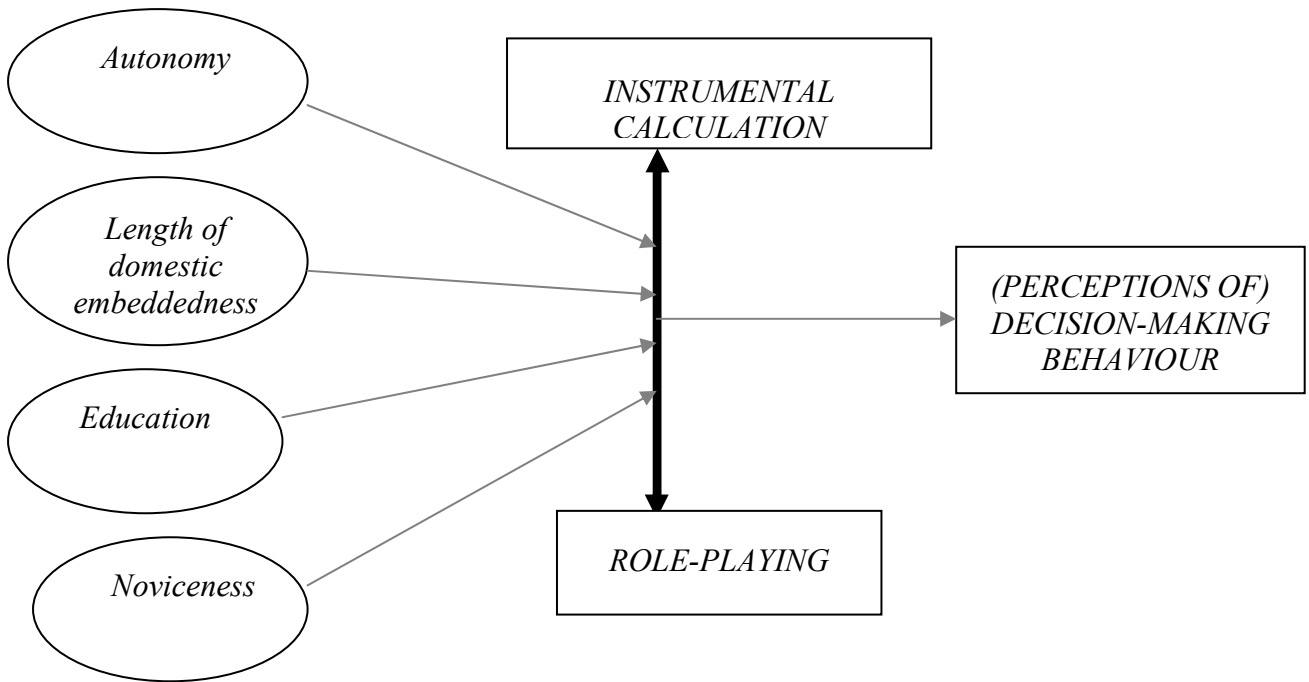 Autonomy
Length of
domestic
embeddedness
Education
Noviceness
INSTRUMENTAL
CALCULATION
ROLE-PLAYING
(PERCEPTIONS OF)
DECISION-MAKING
BEHAVIOUR